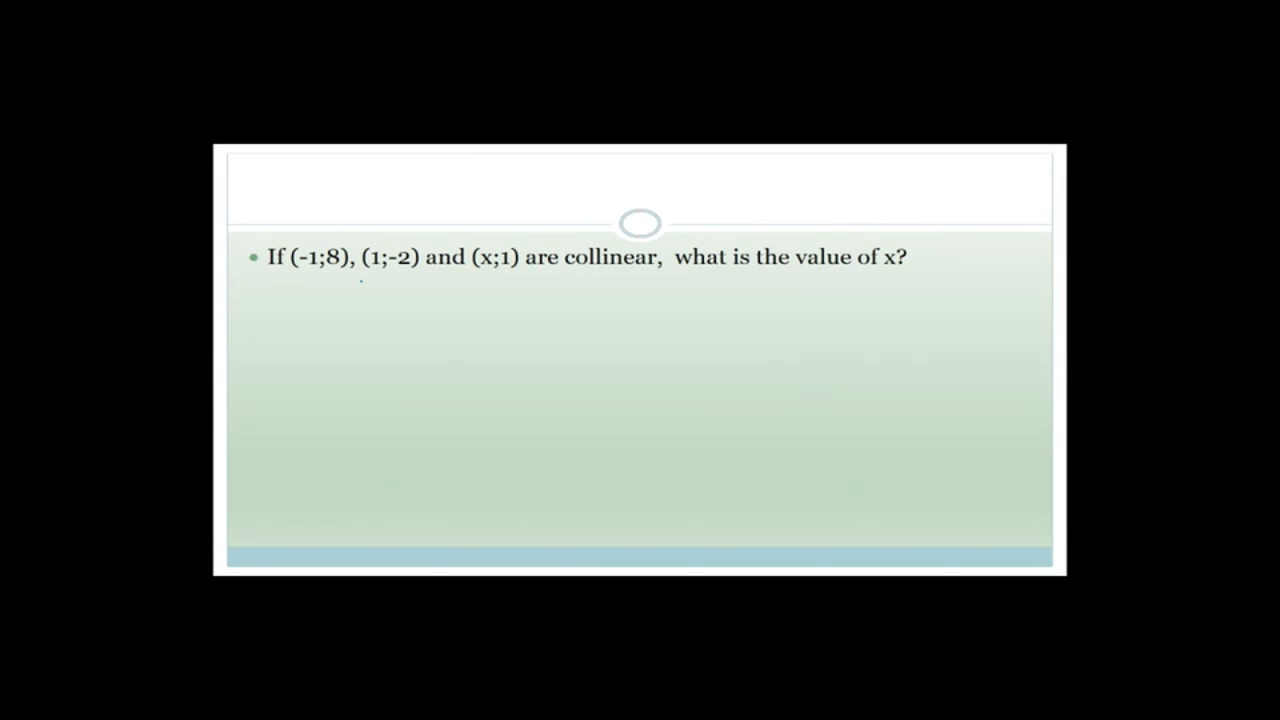 If (-1;8), (1;-2) and (x;1) are collinear, what is the value of x?